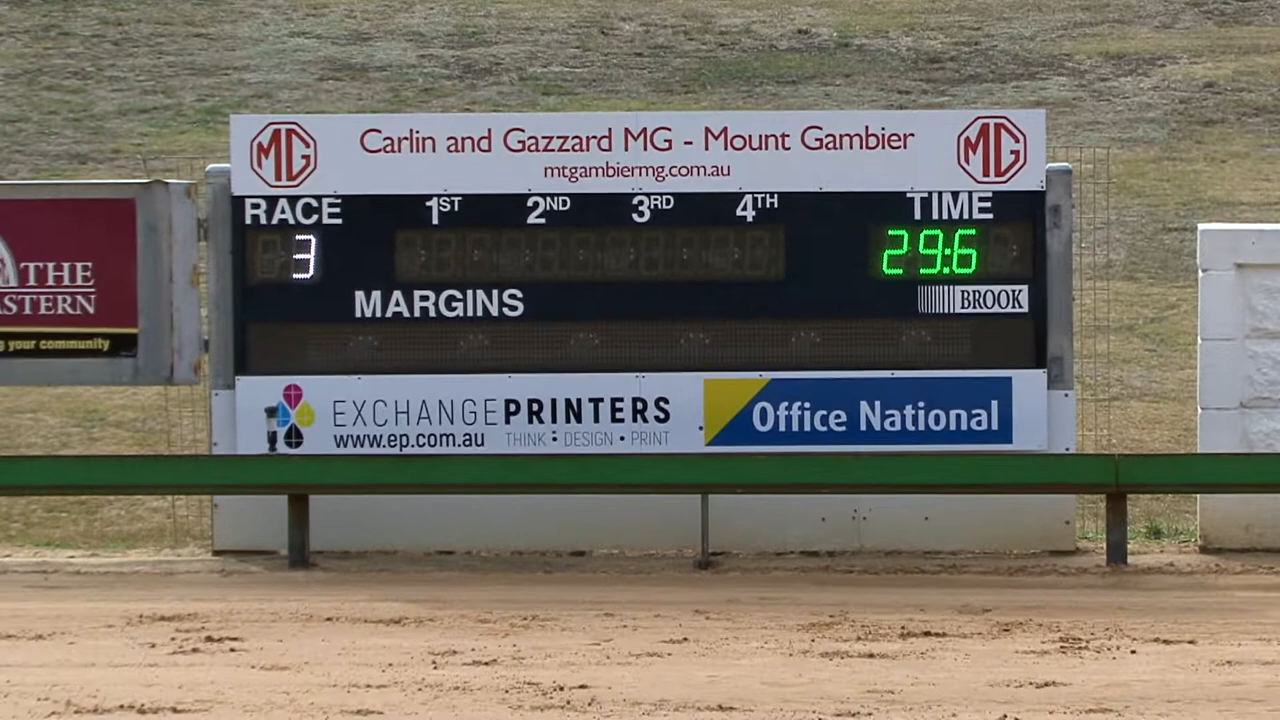 MG
Carlin and Gazzard MG - Mount Gambier
MG
mtgambiermg.com.au
RACE 1ST 2ND 3RD 4TH TIME
3 29:6
MARGINS
BROOK
THE
STERN
g your community
EXCHANGEPRINTERS
www.ep.com.au THINK : DESIGN • PRINT
Office National